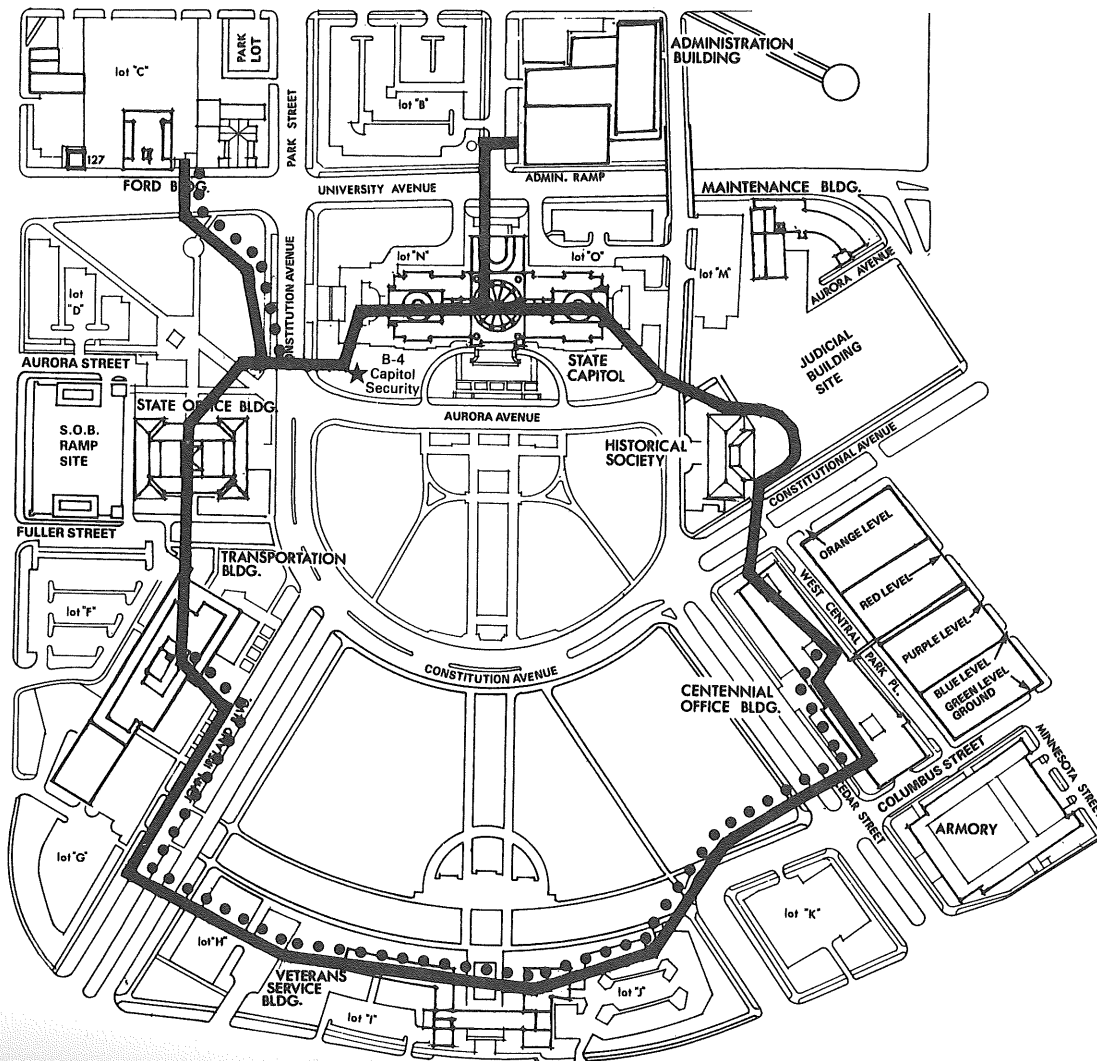 PARK
LOT
lot "C"
lot "B"
ADMINISTRATION
BUILDING
PARK STREET
127
FORD BLDG.
UNIVERSITY AVENUE
ADMIN. RAMP
MAINTENANCE BLDG.
CONSTITUTION AVENUE
lot "N"
lot "O"
lot "M"
AURORA AVENUE
lot
"D"
AURORA STREET
B-4
Capitol
Security
STATE
CAPITOL
JUDICIAL
BUILDING
SITE
STATE OFFICE BLDG.
AURORA AVENUE
S.O.B.
RAMP
SITE
HISTORICAL
SOCIETY
CONSTITUTIONAL AVENUE
FULLER STREET
ORANGE LEVEL
TRANSPORTATION
BLDG.
RED LEVEL
WEST CENTRAL PARK PL.
lot "F"
PURPLE LEVEL
CONSTITUTION AVENUE
BLUE LEVEL
GREEN LEVEL
GROUND
CENTENNIAL
OFFICE BLDG.
IRELAND BLVD.
MINNESOTA STREET
COLUMBUS STREET
CEDAR STREET
ARMORY
lot "G"
lot "K"
lot "H"
VETERANS
SERVICE
BLDG.
lot "J"
lot "I"